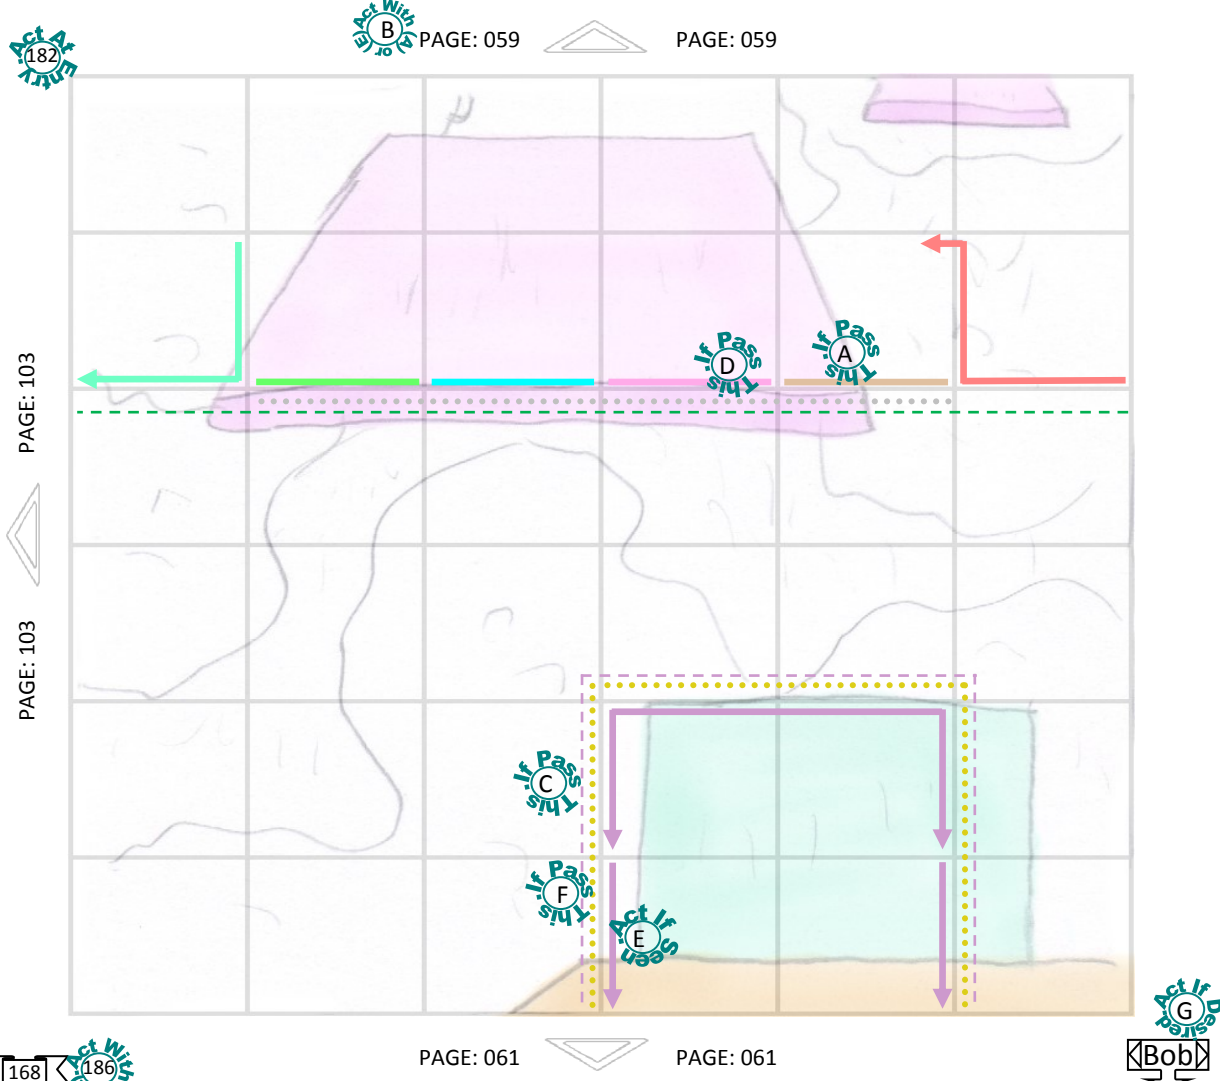 Act At
182
Entry.
Act With
B
(A) or (E)
PAGE: 059
PAGE: 059
PAGE: 103
PAGE: 103
.If Pass
D
This.
.If Pass
A
This.
.If Pass
C
This.
.If Pass
F
This.
Act If
E
Seen.
Act If
G
Desired.
Bob
PAGE: 061
PAGE: 061
168
Act With
186